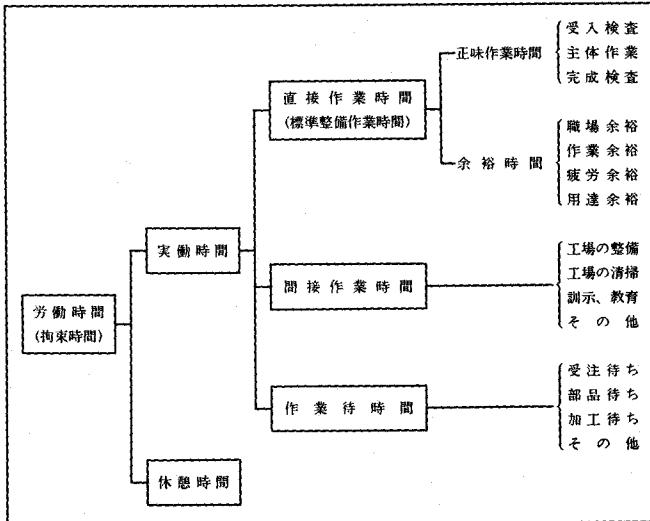 受入検査
正味作業時間
主体作業
完成検査
直接作業時間
(標準整備作業時間)
職場余裕
作業余裕
余裕時間
疲労余裕
用達余裕
実働時間
工場の整備
工場の清掃
間接作業時間
訓示、教育
その他
労働時間
(拘束時間)
受注待ち
部品待ち
作業待時間
加工待ち
その他
休憩時間